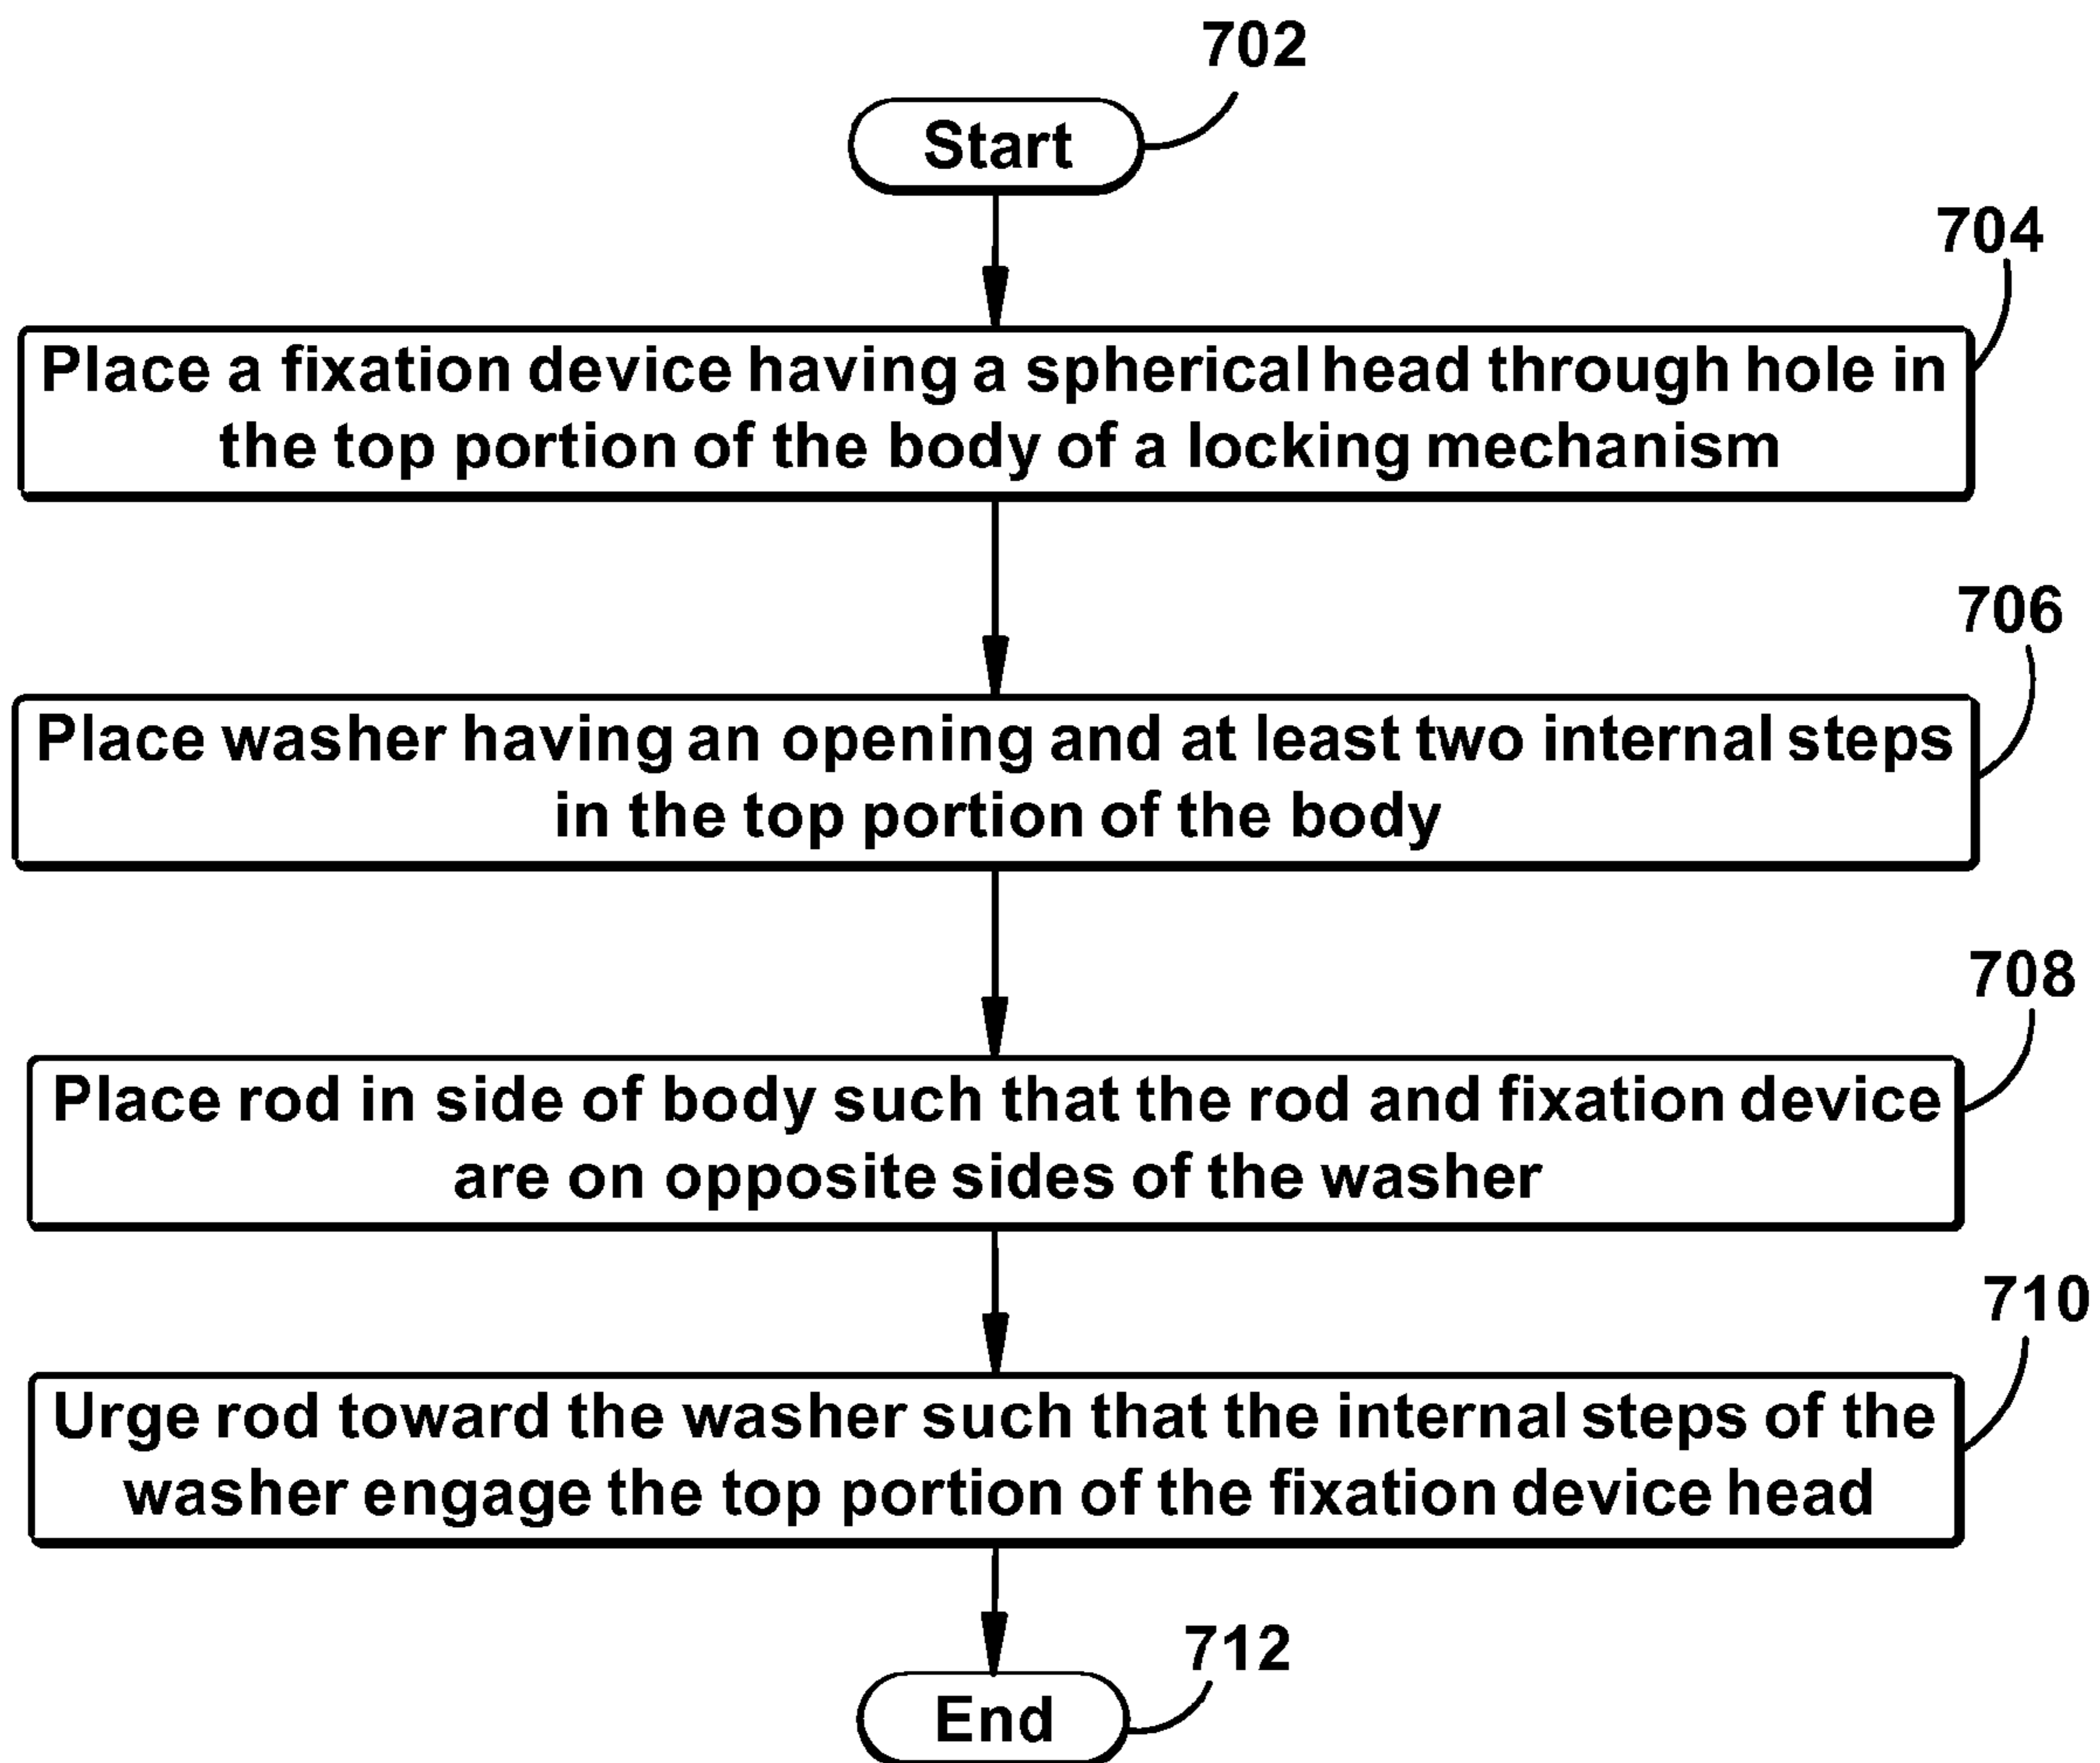 702
Start
704
Place a fixation device having a spherical head through hole in
the top portion of the body of a locking mechanism
706
Place washer having an opening and at least two internal steps
in the top portion of the body
708
Place rod in side of body such that the rod and fixation device
are on opposite sides of the washer
710
Urge rod toward the washer such that the internal steps of the
washer engage the top portion of the fixation device head
712
End